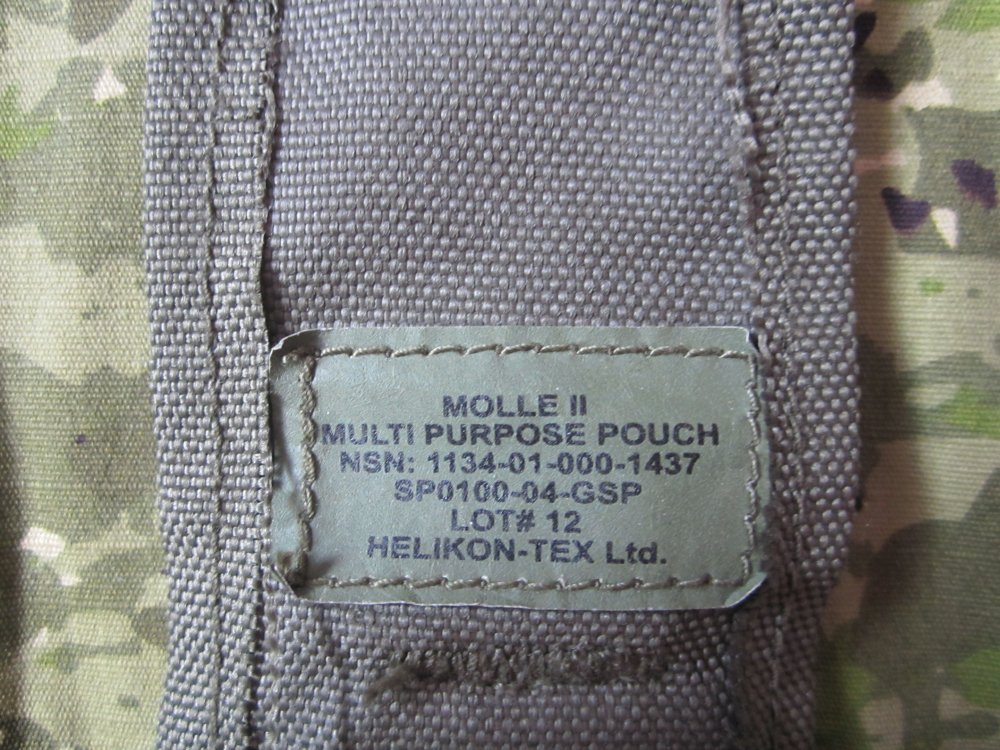 MOLLE II
MULTI PURPOSE POUCH
NSN: 1134-01-000-1437
SP0100-04-GSP
LOT# 12
HELIKON-TEX Ltd.